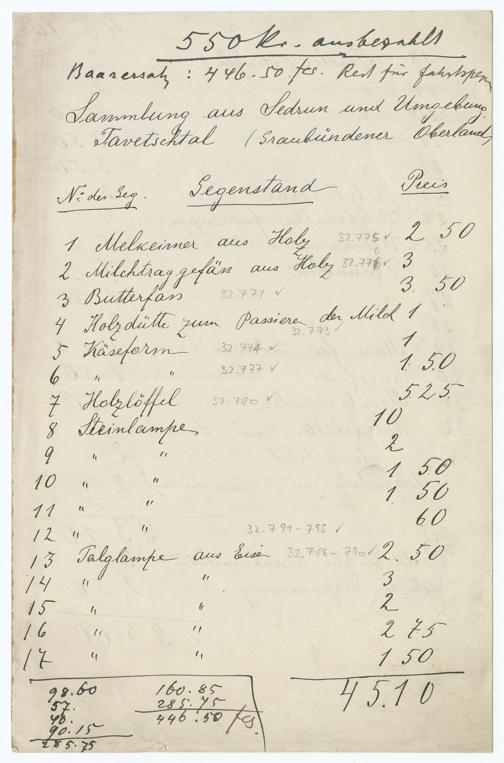 550 Kr. ausbezahlt
Baarersatz : 446.50 fcs. Rest für Fahrtspesen
Sammlung aus Sedrun und Umgebung
Tavetschtal (Graubündener Oberland)
No. des Geg. Gegenstand Preis
1 Melkeimer aus Holz 32.775 ✓ 2 50
2 Milchtraggefäss aus Holz 32.776 ✓ 3
3 Butterfass 32.771 ✓ 3. 50
4 Holzdütte zum Passieren der Milch 1
32.773
5 Käseform 32.774 ✓ 1
6 " " 32.777 ✓ 1. 50
7 Holzlöffel 32.780 ✓ 5 25.
8 Steinlampe 10
9 " " 2
10 " " 1 50
11 " " 1 50
12 " " 32.791-795 ✓ 60
13 Talglampe aus Eisen 32.786-790 ✓ 2. 50
14 " " 3
15 " " 2
16 " " 2 75
17 " " 1 50
45.10
98.60 160.85
57. 285.75
40. 446.50 fcs.
90.15
285.75